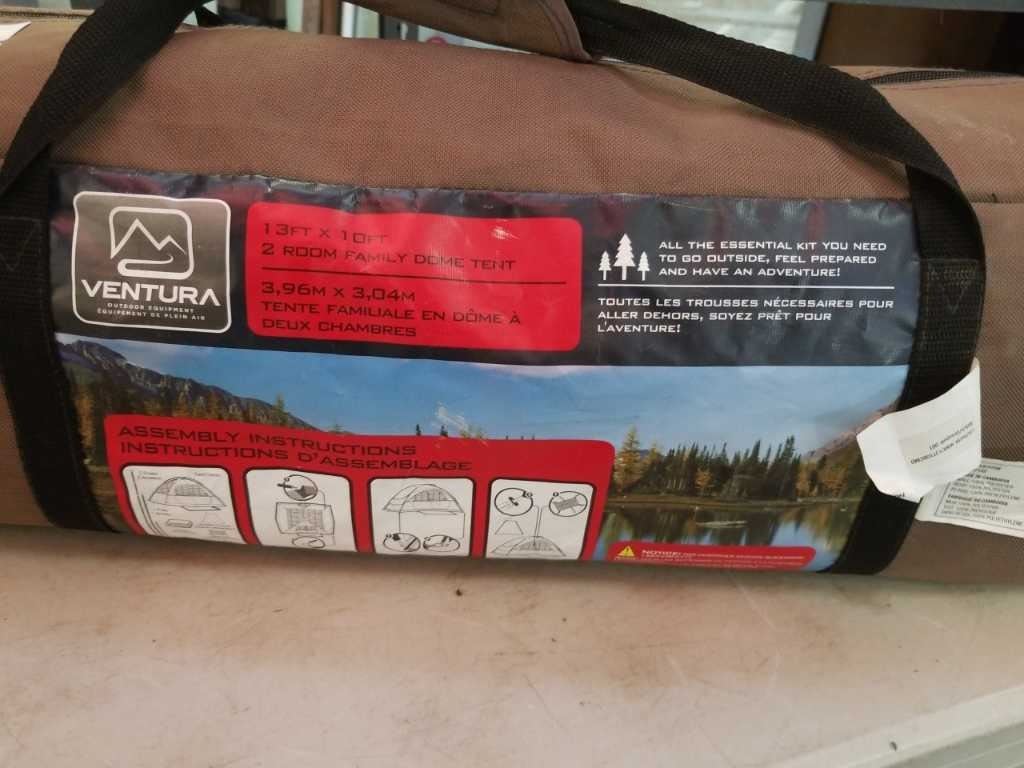 VENTURA
OUTDOOR EQUIPMENT
ÉQUIPEMENT DE PLEIN AIR
13FT X 10FT
2 ROOM FAMILY DOME TENT
3,96M X 3,04M
TENTE FAMILIALE EN DÔME À
DEUX CHAMBRES
ALL THE ESSENTIAL KIT YOU NEED
TO GO OUTSIDE, FEEL PREPARED
AND HAVE AN ADVENTURE!
TOUTES LES TROUSSES NÉCESSAIRES POUR
ALLER DEHORS, SOYEZ PRÊT POUR
L'AVENTURE!
ASSEMBLY INSTRUCTIONS
INSTRUCTIONS D'ASSEMBLAGE
NOTICE!